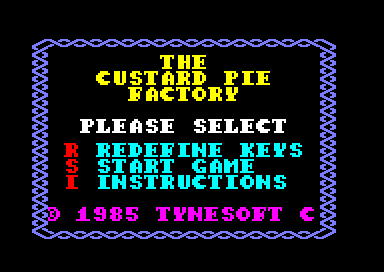 THE
CUSTARD PIE
FACTORY
PLEASE SELECT
R REDEFINE KEYS
S START GAME
I INSTRUCTIONS
© 1985 TYNESOFT C